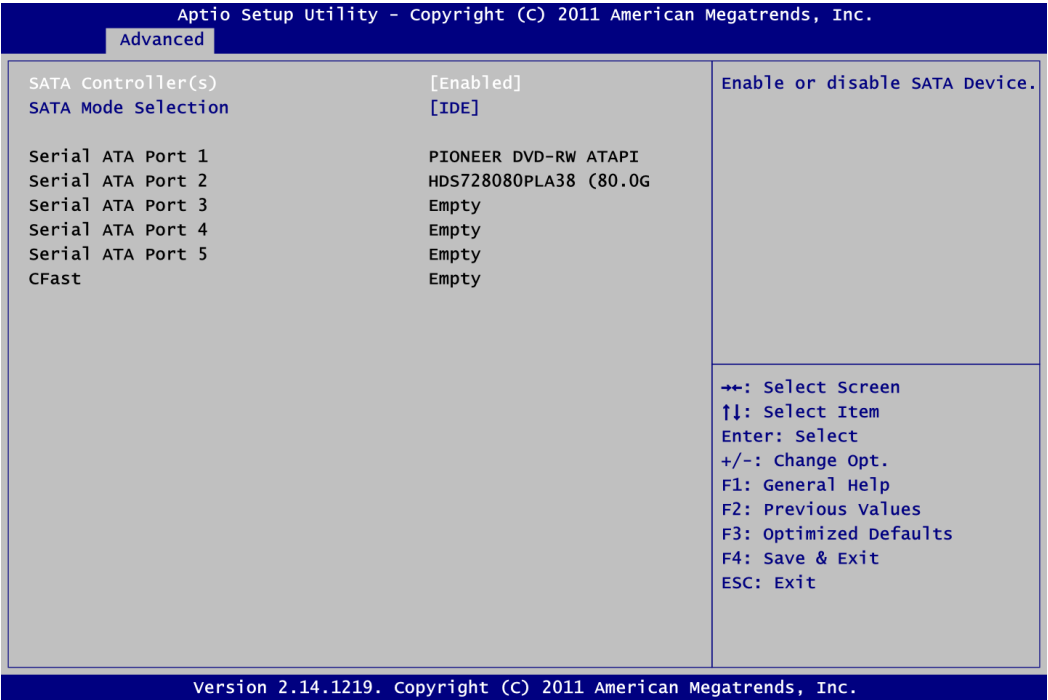 Aptio Setup Utility - Copyright (C) 2011 American Megatrends, Inc.
Advanced
SATA Controller(s) [Enabled]
SATA Mode Selection [IDE]
Serial ATA Port 1 PIONEER DVD-RW ATAPI
Serial ATA Port 2 HDS728080PLA38 (80.0G
Serial ATA Port 3 Empty
Serial ATA Port 4 Empty
Serial ATA Port 5 Empty
CFast Empty
Enable or disable SATA Device.
→←: Select Screen
↑↓: Select Item
Enter: Select
+/-: Change Opt.
F1: General Help
F2: Previous Values
F3: Optimized Defaults
F4: Save & Exit
ESC: Exit
Version 2.14.1219. Copyright (C) 2011 American Megatrends, Inc.